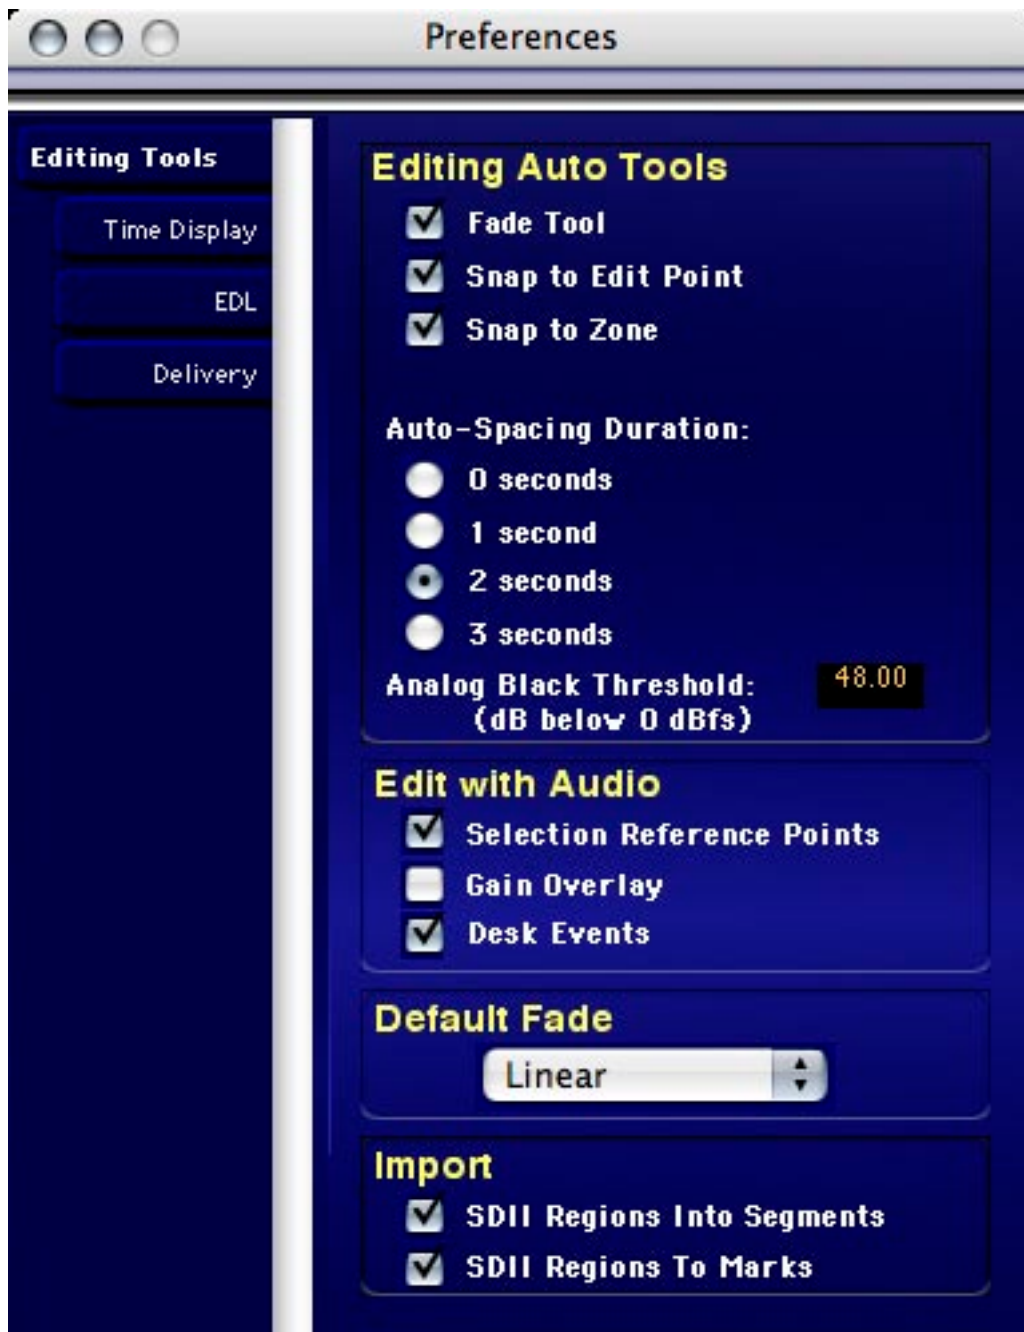 Preferences
Editing Tools
Time Display
EDL
Delivery
Editing Auto Tools
Fade Tool
Snap to Edit Point
Snap to Zone
Auto-Spacing Duration:
0 seconds
1 second
2 seconds
3 seconds
Analog Black Threshold: 48.00
(dB below 0 dBfs)
Edit with Audio
Selection Reference Points
Gain Overlay
Desk Events
Default Fade
Linear
Import
SDII Regions Into Segments
SDII Regions To Marks